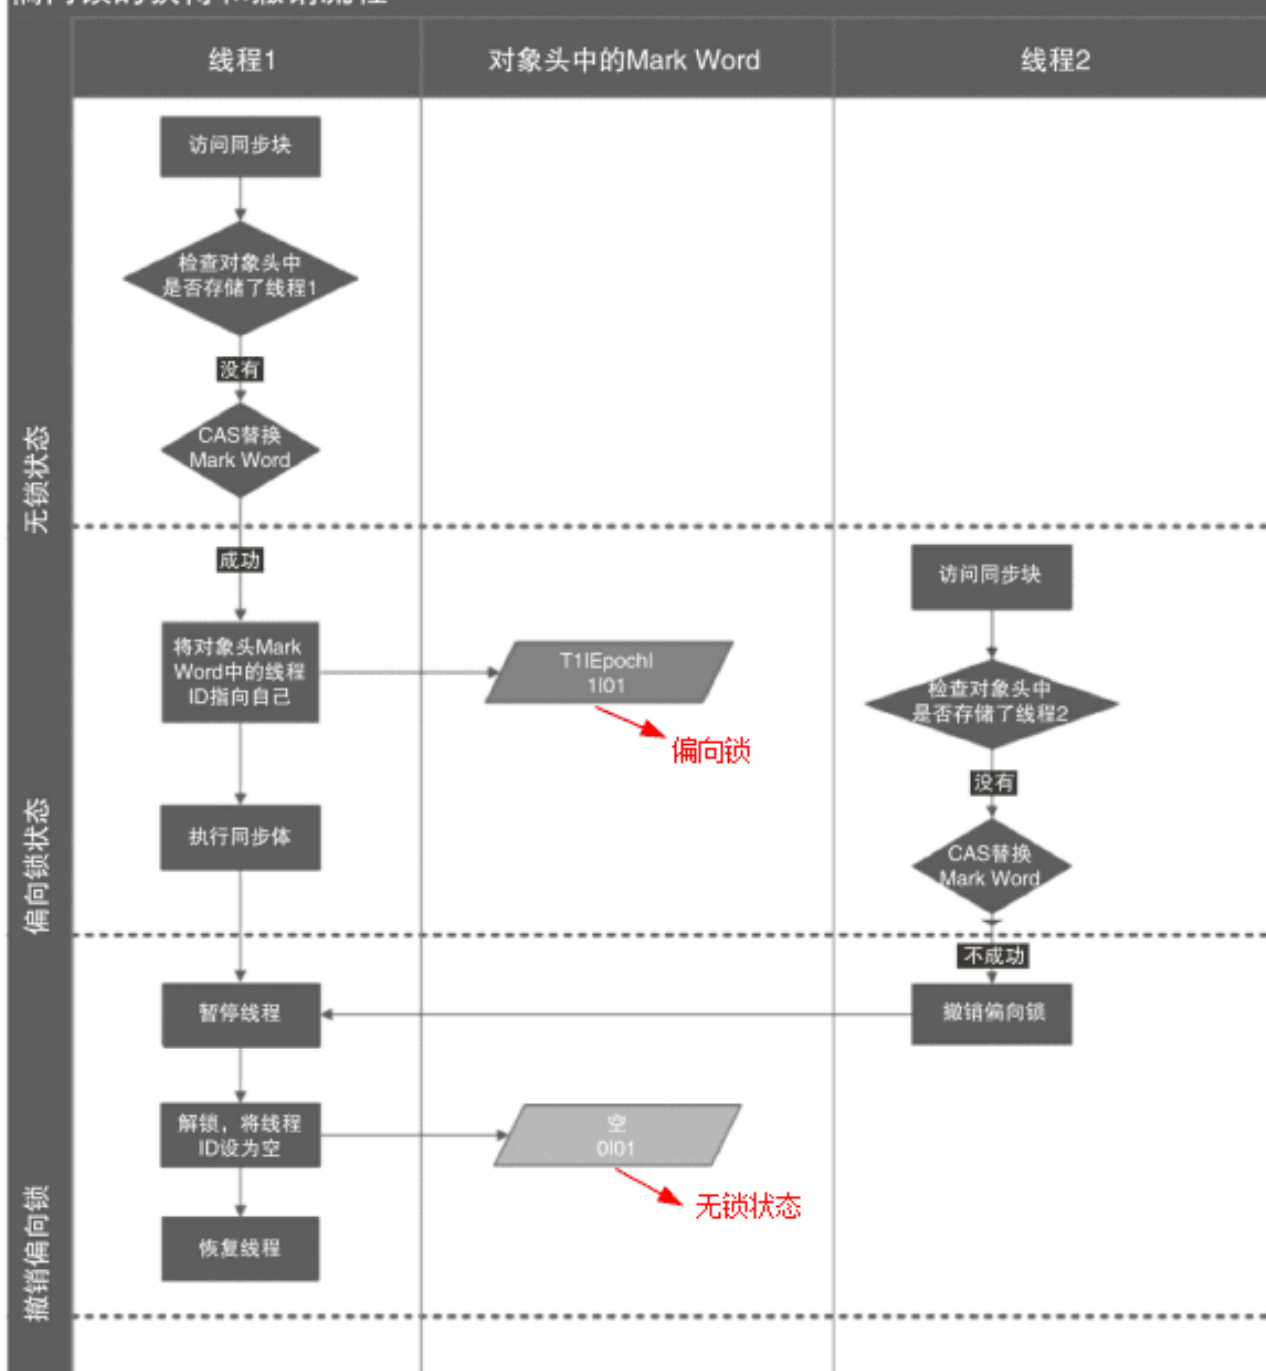 线程1
对象头中的Mark Word
线程2
无锁状态
访问同步块
检查对象头中
是否存储了线程1
没有
CAS替换
Mark Word
偏向锁状态
成功
将对象头Mark
Word中的线程
ID指向自己
T1|Epoch|
1|01
偏向锁
执行同步体
访问同步块
检查对象头中
是否存储了线程2
没有
CAS替换
Mark Word
撤销偏向锁
不成功
撤销偏向锁
暂停线程
解锁，将线程
ID设为空
空
0|01
无锁状态
恢复线程